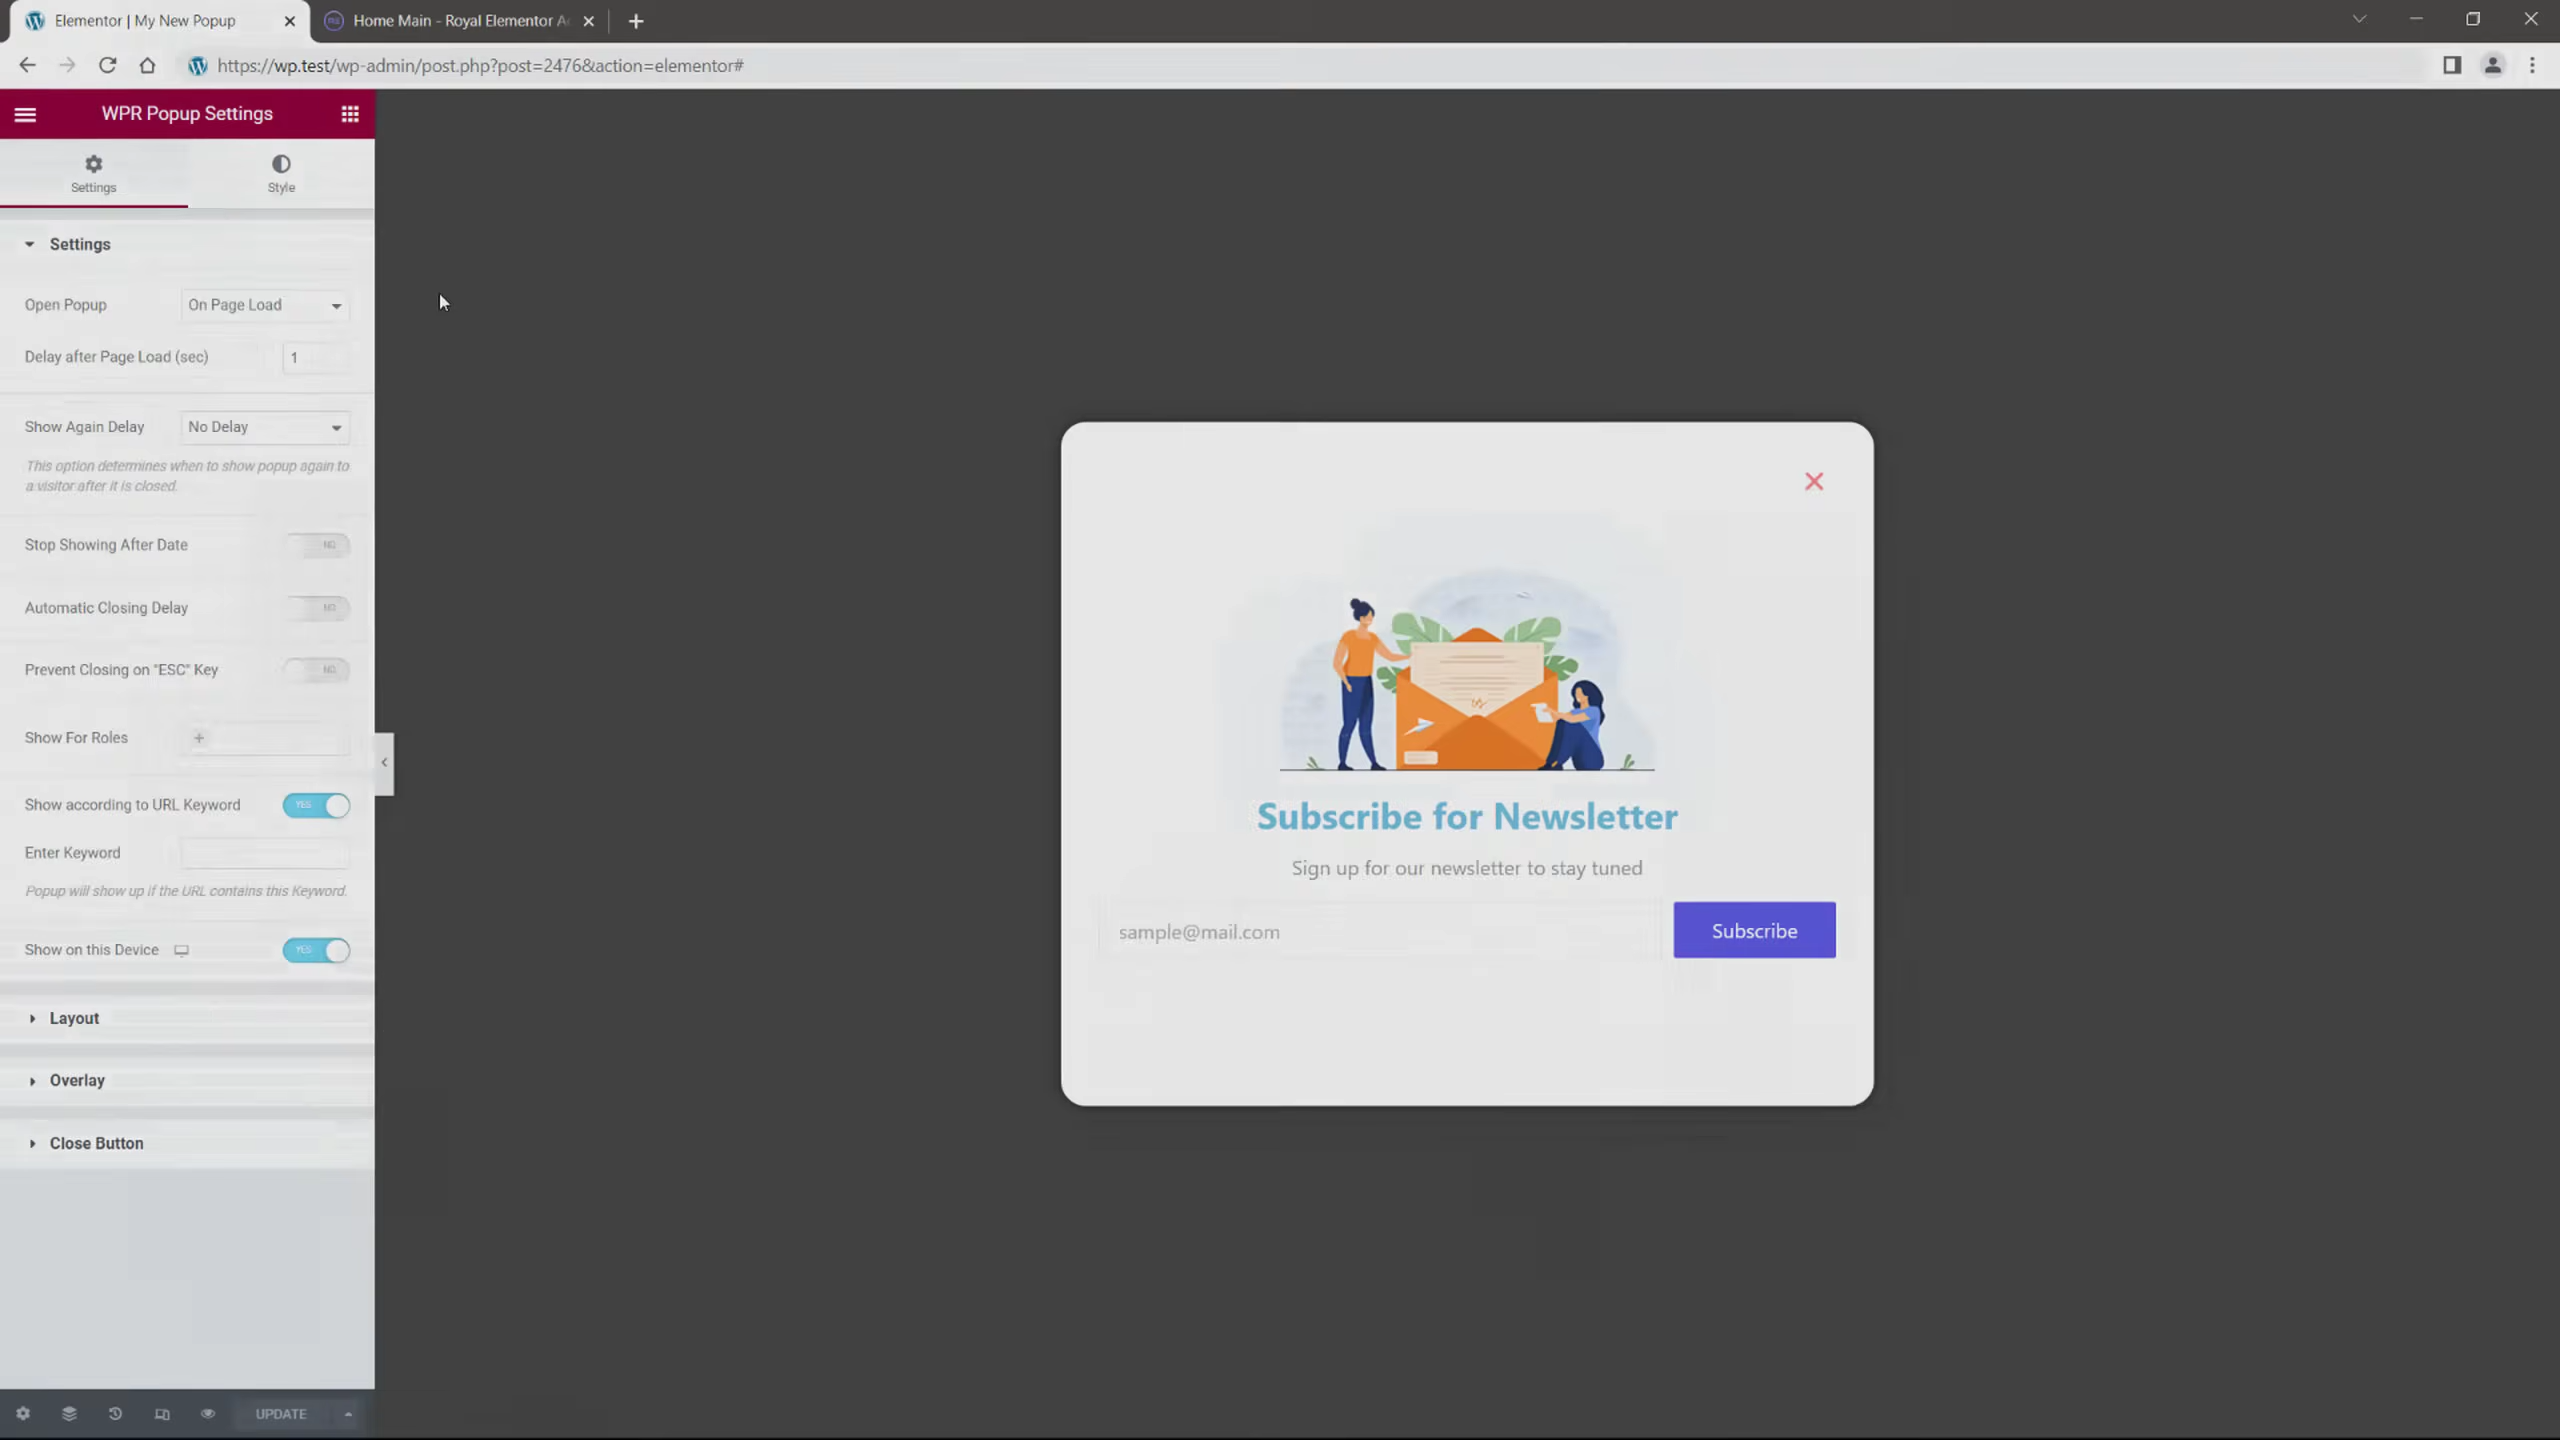 Elementor | My New Popup
Home Main - Royal Elementor A
https://wp.test/wp-admin/post.php?post=2476&action=elementor#
WPR Popup Settings
Settings
Style
Settings
Open Popup
On Page Load
Delay after Page Load (sec)
1
Show Again Delay
No Delay
This option determines when to show popup again to
a visitor after it is closed.
Stop Showing After Date
NO
Automatic Closing Delay
NO
Prevent Closing on "ESC" Key
NO
Show For Roles
+
Show according to URL Keyword
YES
Enter Keyword
Popup will show up if the URL contains this Keyword.
Show on this Device
YES
Layout
Overlay
Close Button
UPDATE
Subscribe for Newsletter
Sign up for our newsletter to stay tuned
sample@mail.com
Subscribe